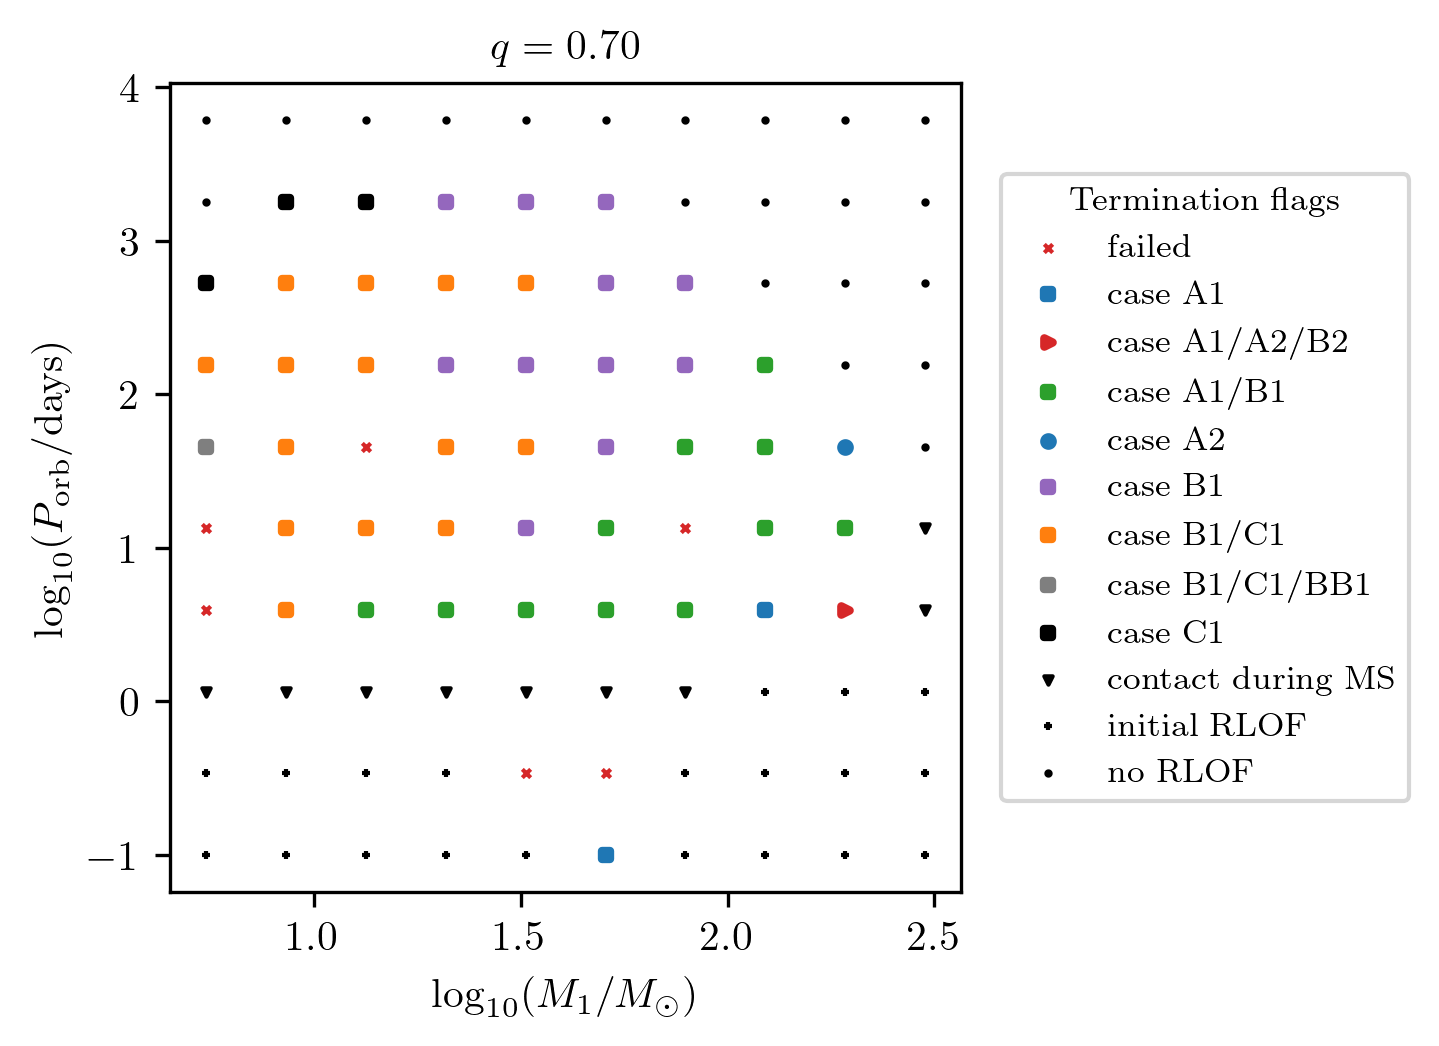 q = 0.70
4
3
2
1
0
−1
log₁₀(P_orb/days)
1.0 1.5 2.0 2.5
log₁₀(M₁/M☉)
Termination flags
failed
case A1
case A1/A2/B2
case A1/B1
case A2
case B1
case B1/C1
case B1/C1/BB1
case C1
contact during MS
initial RLOF
no RLOF